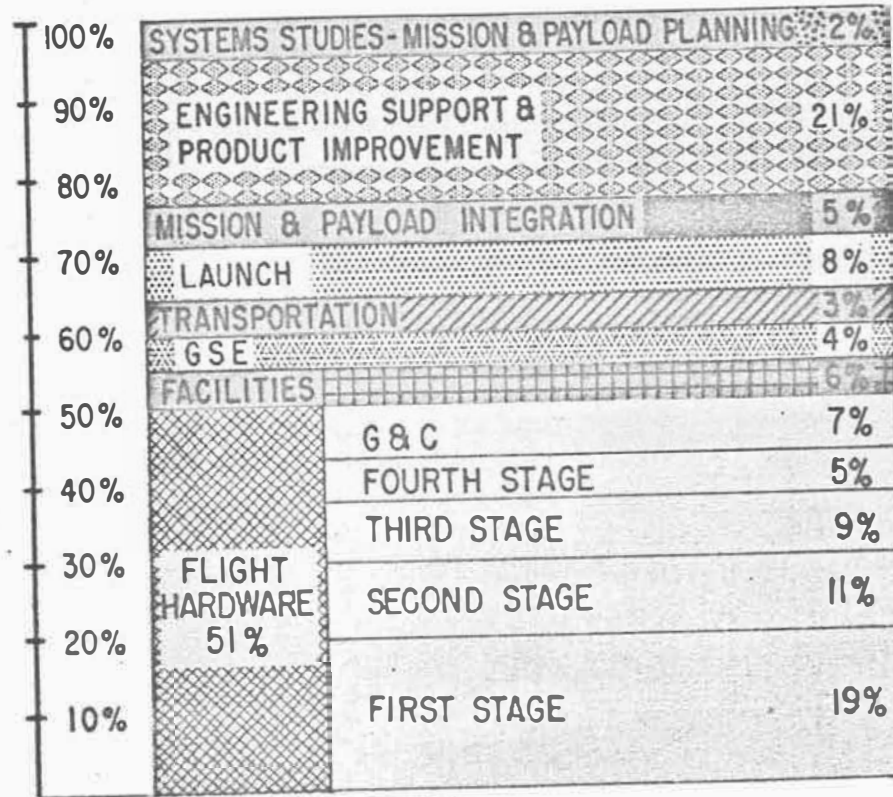 100%
SYSTEMS STUDIES-MISSION & PAYLOAD PLANNING 2%
90%
ENGINEERING SUPPORT &
PRODUCT IMPROVEMENT
21%
80%
MISSION & PAYLOAD INTEGRATION 5%
70%
LAUNCH 8%
TRANSPORTATION 3%
60%
GSE 4%
FACILITIES 6%
50%
G & C 7%
40%
FOURTH STAGE 5%
THIRD STAGE 9%
30%
FLIGHT
HARDWARE
51%
SECOND STAGE 11%
20%
FIRST STAGE 19%
10%